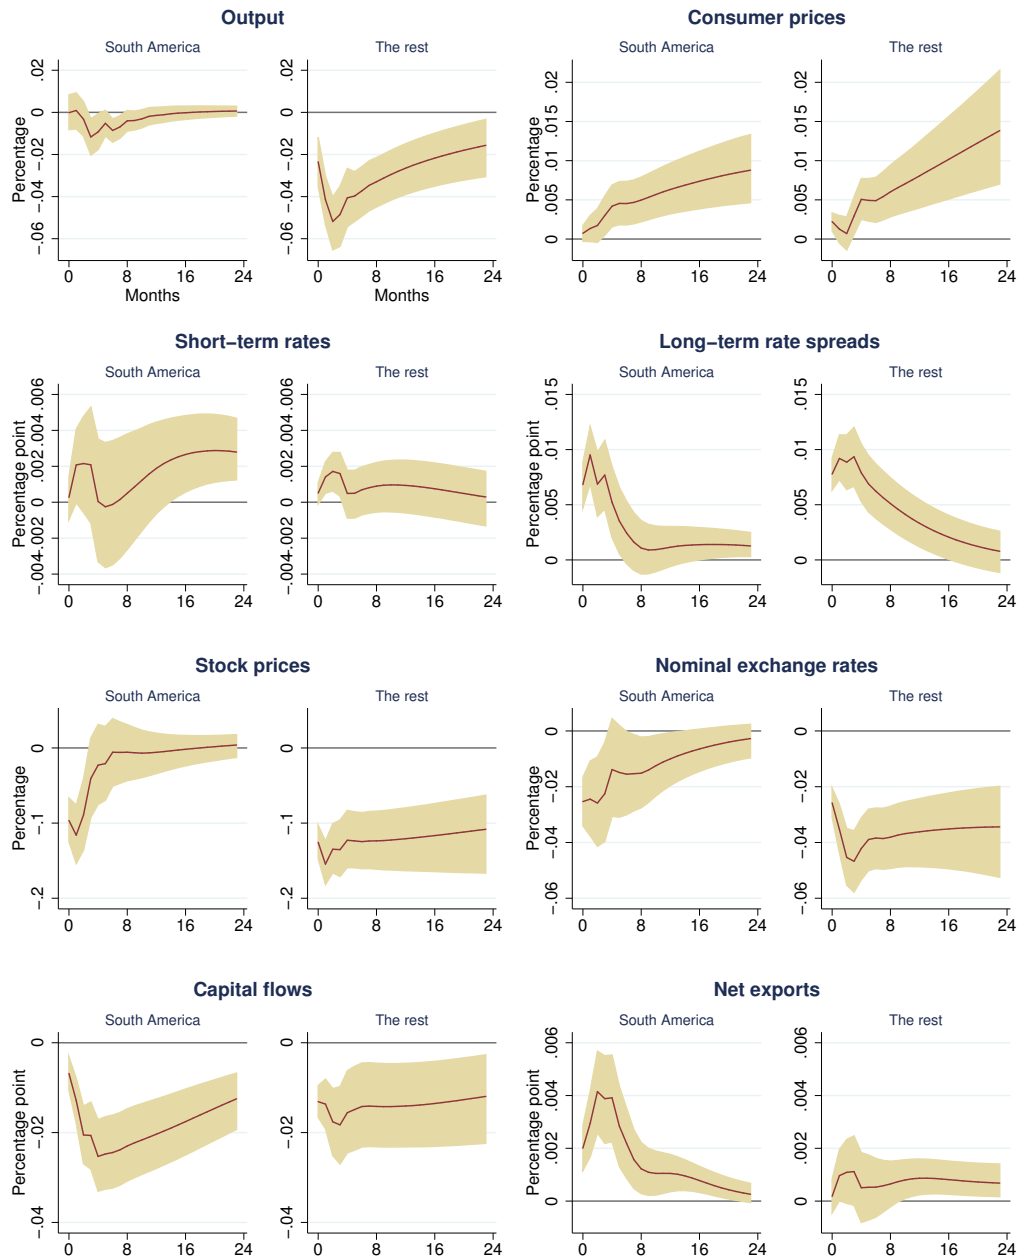 Output
South America
The rest
Percentage
.02
0
−.02
−.04
−.06
0 8 16 24
Months
.02
0
−.02
−.04
−.06
0 8 16 24
Months
Consumer prices
South America
The rest
Percentage
.02
.015
.01
.005
0
0 8 16 24
.02
.015
.01
.005
0
0 8 16 24
Short−term rates
South America
The rest
Percentage point
.006
.004
.002
0
−.002
−.004
0 8 16 24
.006
.004
.002
0
−.002
−.004
0 8 16 24
Long−term rate spreads
South America
The rest
Percentage point
.015
.01
.005
0
0 8 16 24
.015
.01
.005
0
0 8 16 24
Stock prices
South America
The rest
Percentage
0
−.1
−.2
0 8 16 24
0
−.1
−.2
0 8 16 24
Nominal exchange rates
South America
The rest
Percentage
0
−.02
−.04
−.06
0 8 16 24
0
−.02
−.04
−.06
0 8 16 24
Capital flows
South America
The rest
Percentage point
0
−.02
−.04
0 8 16 24
0
−.02
−.04
0 8 16 24
Net exports
South America
The rest
Percentage point
.006
.004
.002
0
0 8 16 24
.006
.004
.002
0
0 8 16 24